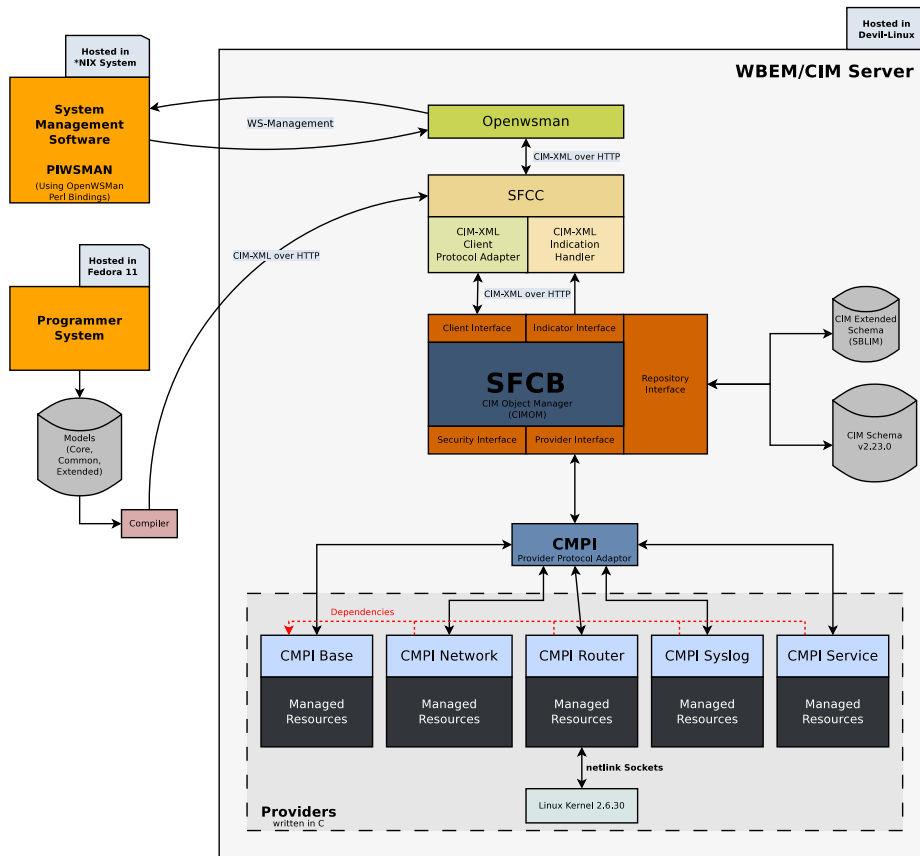 Hosted in
Devil-Linux
WBEM/CIM Server
Hosted in
*NIX System
System
Management
Software
PIWSMAN
(Using OpenWSMan
Perl Bindings)
WS-Management
Openwsman
CIM-XML over HTTP
SFCC
CIM-XML
Client
Protocol Adapter
CIM-XML
Indication
Handler
CIM-XML over HTTP
CIM-XML over HTTP
Hosted in
Fedora 11
Programmer
System
Models
(Core,
Common,
Extended)
Compiler
Client Interface
Indicator Interface
SFCB
CIM Object Manager
(CIMOM)
Security Interface
Provider Interface
Repository
Interface
CIM Extended
Schema
(SBLIM)
CIM Schema
v2.23.0
CMPI
Provider Protocol Adaptor
Dependencies
CMPI Base
Managed
Resources
CMPI Network
Managed
Resources
CMPI Router
Managed
Resources
CMPI Syslog
Managed
Resources
CMPI Service
Managed
Resources
netlink Sockets
Linux Kernel 2.6.30
Providers
written in C